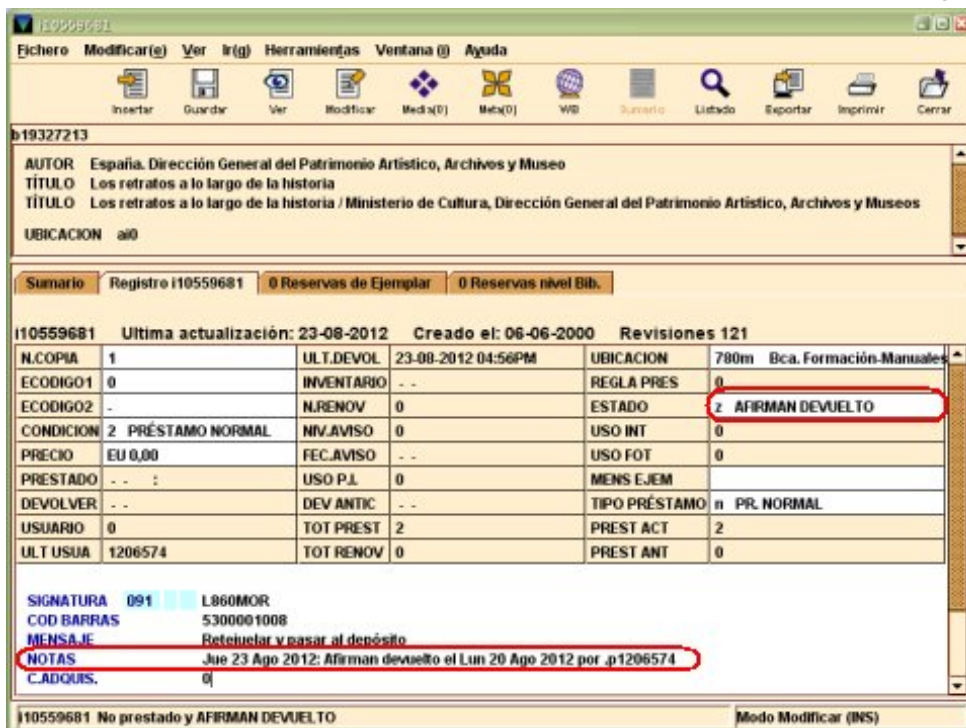 i10559681
Fichero Modificar(e) Ver Ir(g) Herramientas Ventana (i) Ayuda
Insertar Guardar Ver Modificar Media(0) Meta(0) WB Sumario Listado Exportar Imprimir Cerrar
b19327213
AUTOR España. Dirección General del Patrimonio Artístico, Archivos y Museo
TÍTULO Los retratos a lo largo de la historia
TÍTULO Los retratos a lo largo de la historia / Ministerio de Cultura, Dirección General del Patrimonio Artístico, Archivos y Museos
UBICACION ai0
Sumario Registro i10559681 0 Reservas de Ejemplar 0 Reservas nivel Bib.
i10559681 Ultima actualización: 23-08-2012 Creado el: 06-06-2000 Revisiones 121
N.COPIA 1 ULT.DEVOL 23-08-2012 04:56PM UBICACION 780m Bca. Formación-Manuales
ECODIGO1 0 INVENTARIO - - REGLA PRES 0
ECODIGO2 - N.RENOV 0 ESTADO z AFIRMAN DEVUELTO
CONDICION 2 PRÉSTAMO NORMAL NIV.AVISO 0 USO INT 0
PRECIO EU 0,00 FEC.AVISO - - USO FOT 0
PRESTADO - - : USO P.I. 0 MENS EJEM
DEVOLVER - - DEV ANTIC - - TIPO PRÉSTAMO n PR. NORMAL
USUARIO 0 TOT PREST 2 PREST ACT 2
ULT USUA 1206574 TOT RENOV 0 PREST ANT 0
SIGNATURA 091 L860MOR
COD BARRAS 5300001008
MENSAJE Retejuelar y pasar al depósito
NOTAS Jue 23 Ago 2012: Afirman devuelto el Lun 20 Ago 2012 por .p1206574
C.ADQUIS. 0
i10559681 No prestado y AFIRMAN DEVUELTO Modo Modificar (INS)